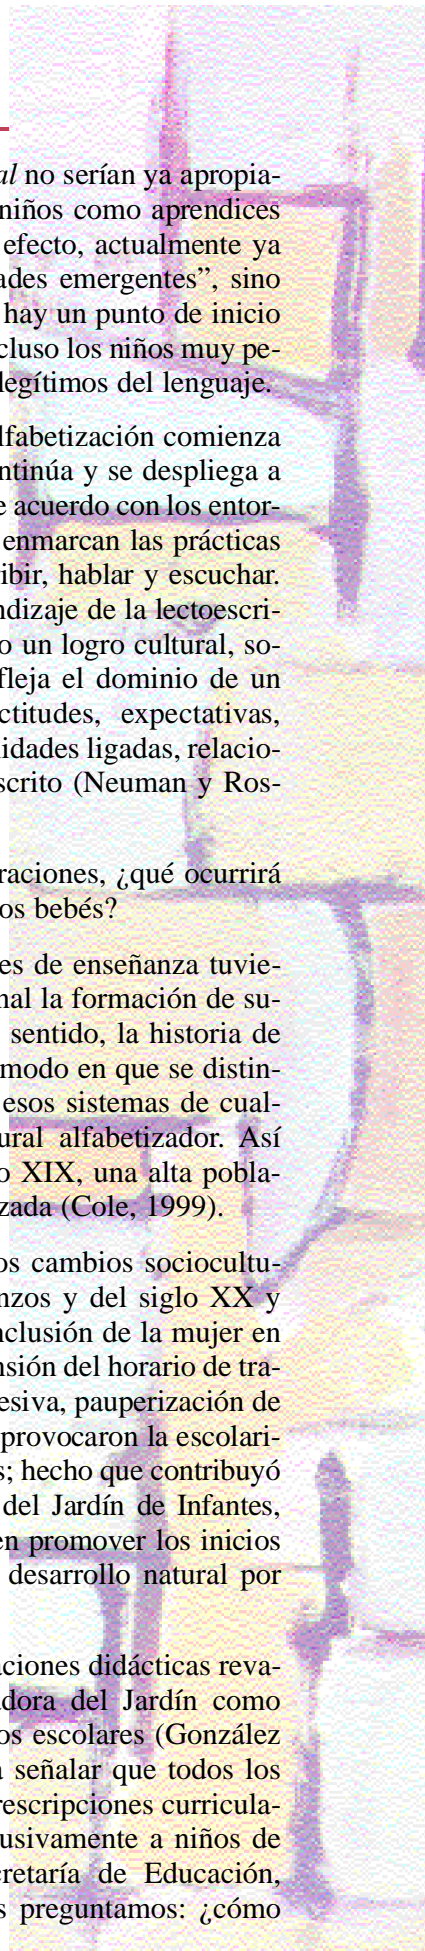 al no serían ya apropia-
niños como aprendices
efecto, actualmente ya
ades emergentes”, sino
hay un punto de inicio
cluso los niños muy pe-
legítimos del lenguaje.
lfabetización comienza
ntinúa y se despliega a
e acuerdo con los entor-
enmarcan las prácticas
ibir, hablar y escuchar.
ndizaje de la lectoescri-
o un logro cultural, so-
fleja el dominio de un
ctitudes, expectativas,
idades ligadas, relacio-
scrito (Neuman y Ros-
raciones, ¿qué ocurrirá
os bebés?
es de enseñanza tuvie-
nal la formación de su-
sentido, la historia de
modo en que se distin-
esos sistemas de cual-
ural alfabetizador. Así
o XIX, una alta pobla-
zada (Cole, 1999).
os cambios sociocultu-
nzos y del siglo XX y
nclusión de la mujer en
nsión del horario de tra-
esiva, pauperización de
provocaron la escolari-
s; hecho que contribuyó
del Jardín de Infantes,
en promover los inicios
desarrollo natural por
aciones didácticas reva-
adora del Jardín como
os escolares (González
a señalar que todos los
rescripciones curricula-
usivamente a niños de
cretaría de Educación,
s preguntamos: ¿cómo